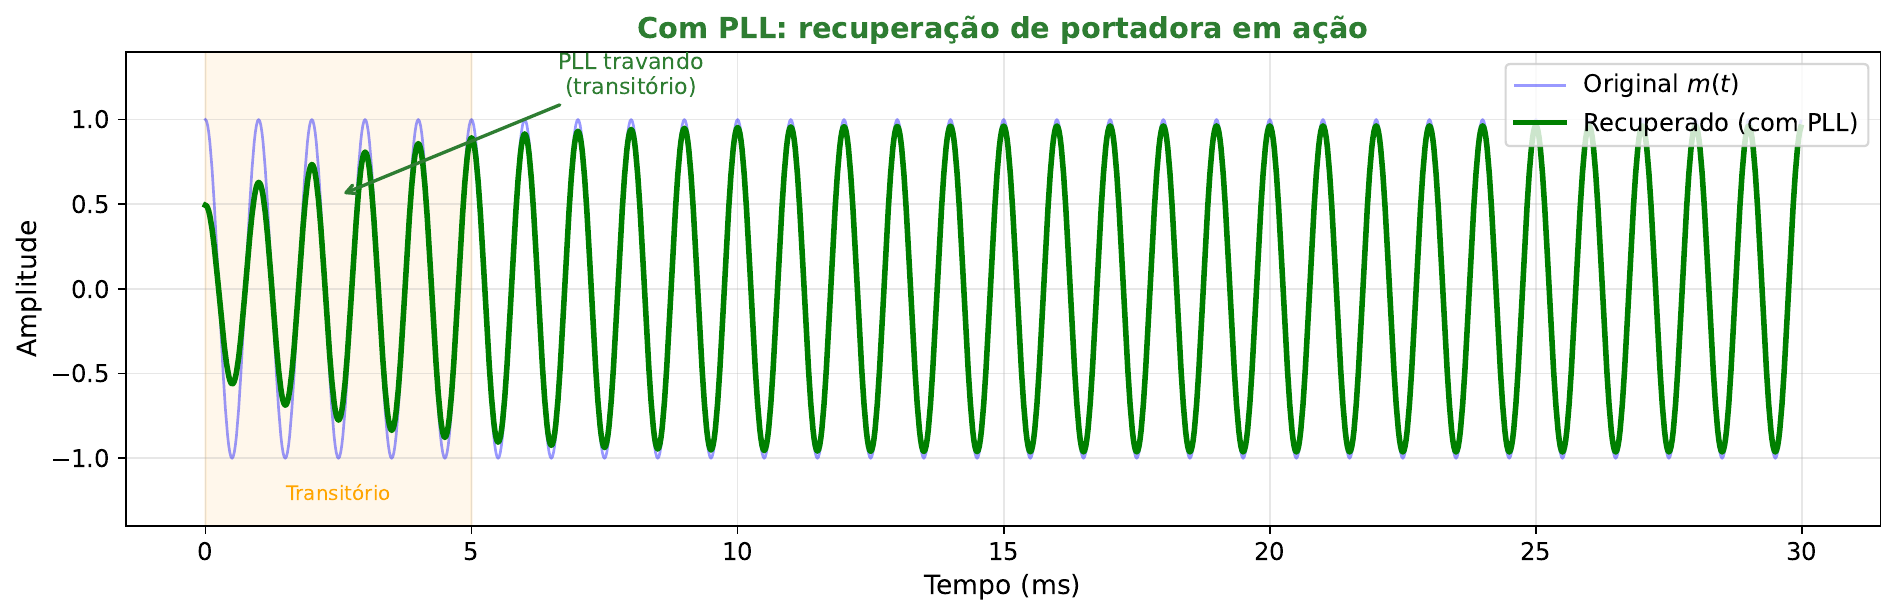 Com PLL: recuperação de portadora em ação
PLL travando
(transitório)
Original m(t)
Recuperado (com PLL)
Amplitude
1.0
0.5
0.0
−0.5
−1.0
Transitório
0 5 10 15 20 25 30
Tempo (ms)